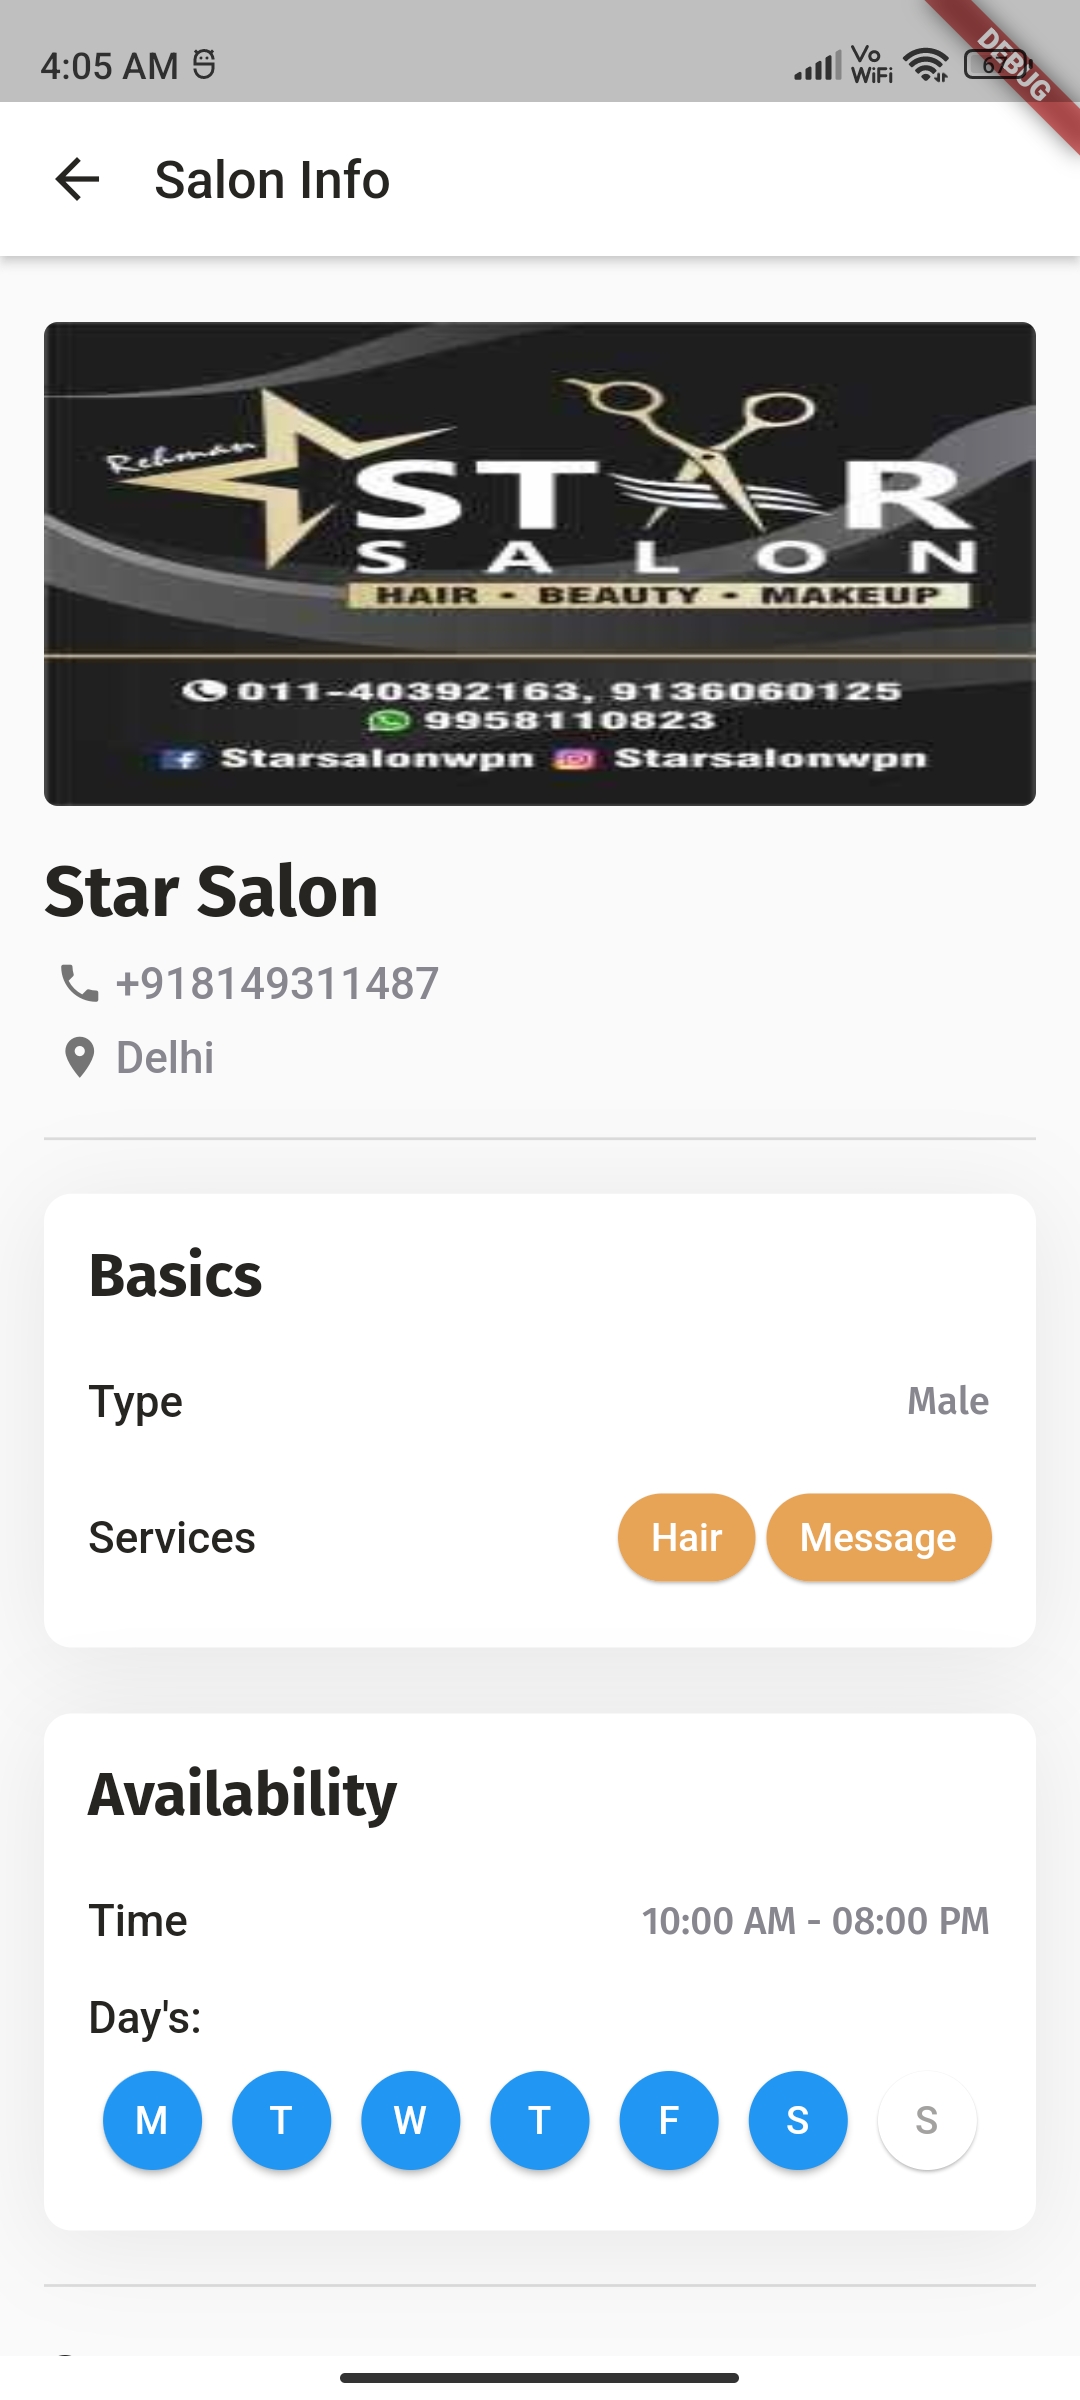 4:05 AM
Vo
WiFi
67
DEBUG
Salon Info
Rehman
STAR
SALON
HAIR • BEAUTY • MAKEUP
011-40392163, 9136060125
9958110823
Starsalonwpn Starsalonwpn
Star Salon
+918149311487
Delhi
Basics
Type Male
Services Hair Message
Availability
Time 10:00 AM - 08:00 PM
Day's:
M T W T F S S